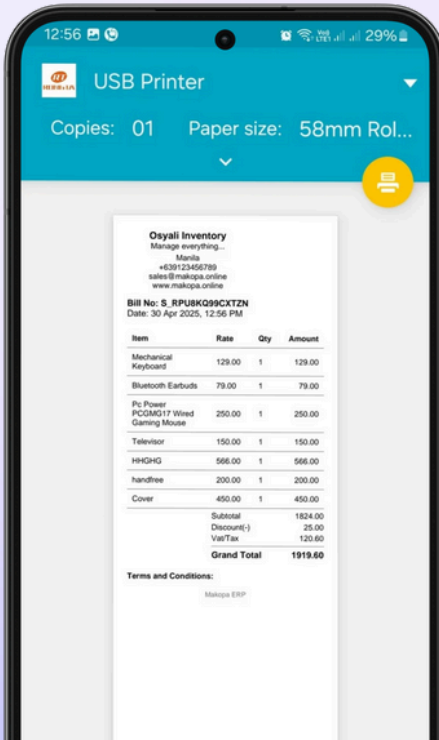 12:56 29%
USB Printer
Copies: 01 Paper size: 58mm Rol...
Osyali Inventory
Manage everything...
Manila
+639123456789
sales@makopa.online
www.makopa.online
Bill No: S_RPU8KQ99CXTZN
Date: 30 Apr 2025, 12:56 PM
Item Rate Qty Amount
Mechanical
Keyboard 129.00 1 129.00
Bluetooth Earbuds 79.00 1 79.00
Pc Power
PCGMG17 Wired 250.00 1 250.00
Gaming Mouse
Televisor 150.00 1 150.00
HHGHG 566.00 1 566.00
handfree 200.00 1 200.00
Cover 450.00 1 450.00
Subtotal 1824.00
Discount(-) 25.00
Vat/Tax 120.60
Grand Total 1919.60
Terms and Conditions:
Makopa ERP